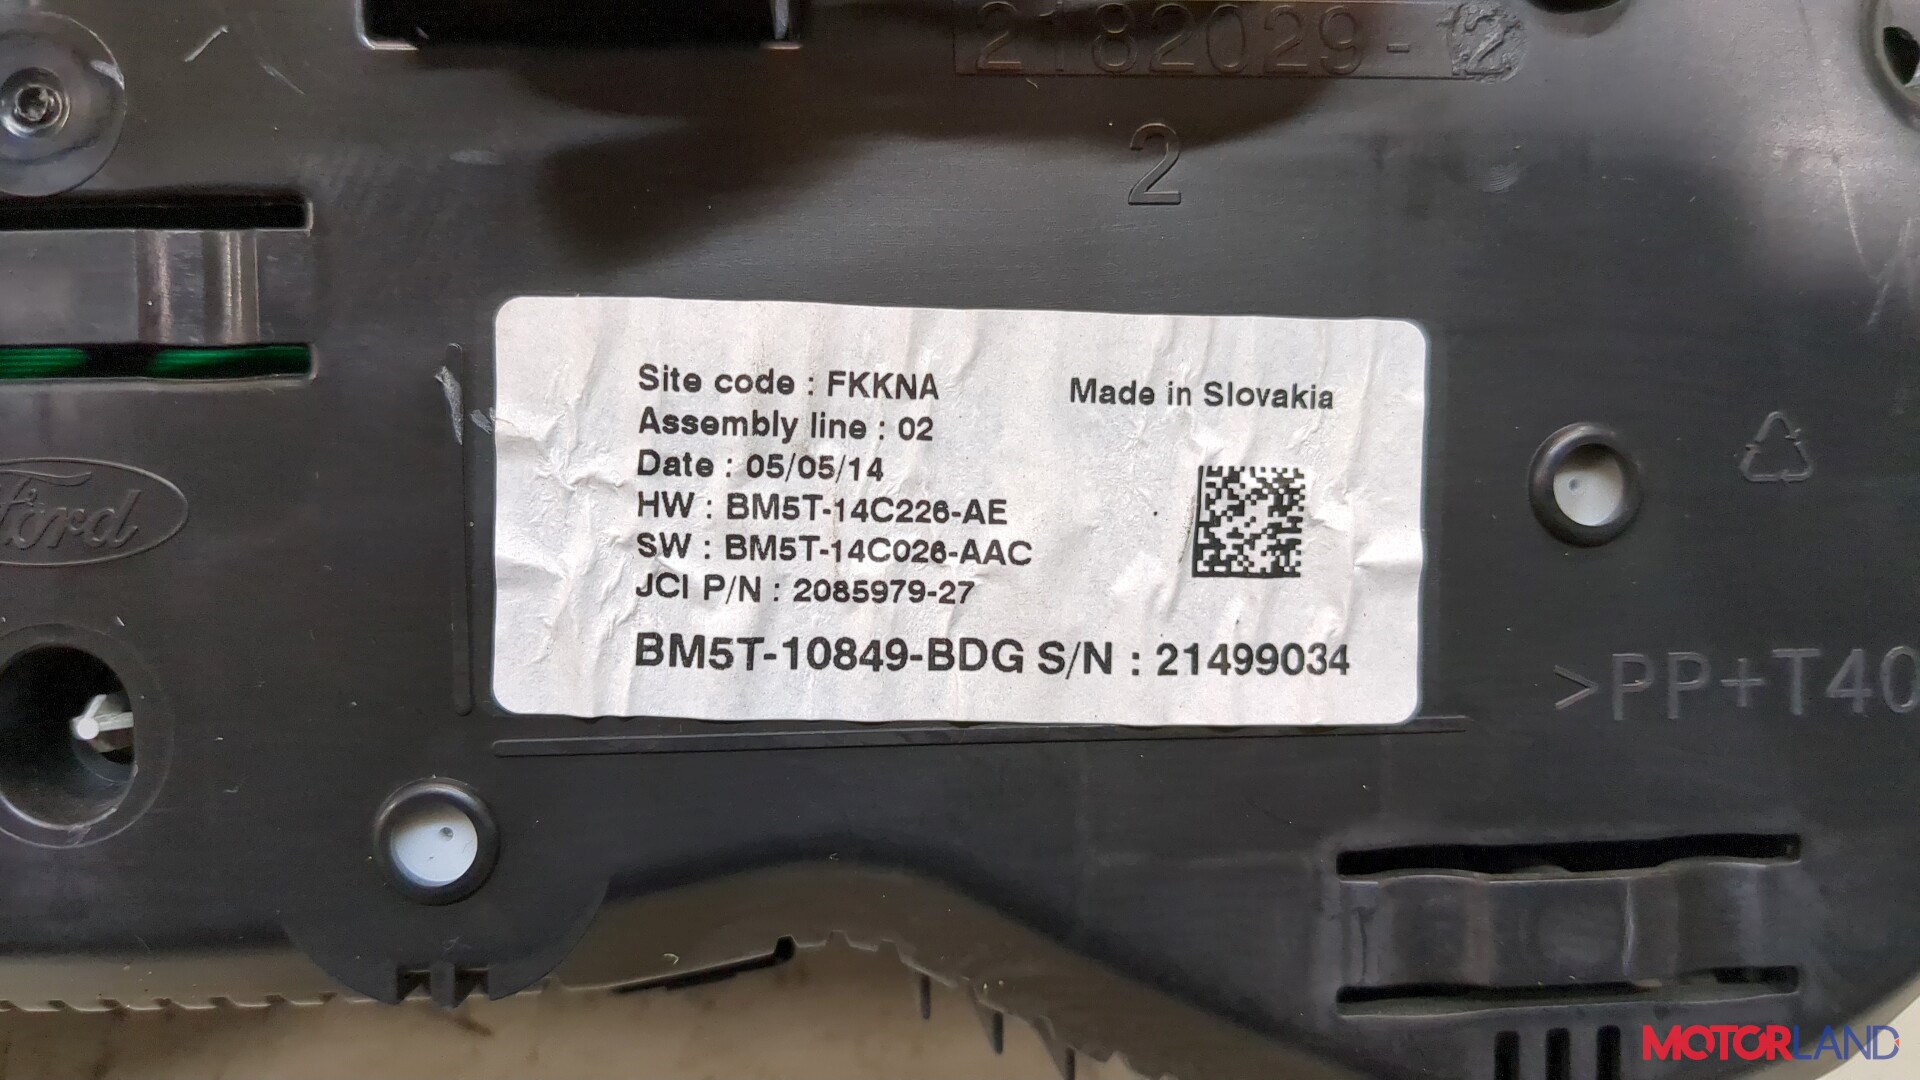 2182029-12
2
Site code : FKKNA
Made in Slovakia
Assembly line : 02
Date : 05/05/14
HW : BM5T-14C226-AE
SW : BM5T-14C026-AAC
JCI P/N : 2085979-27
BM5T-10849-BDG S/N : 21499034
Ford
>PP+T40
MOTORLAND